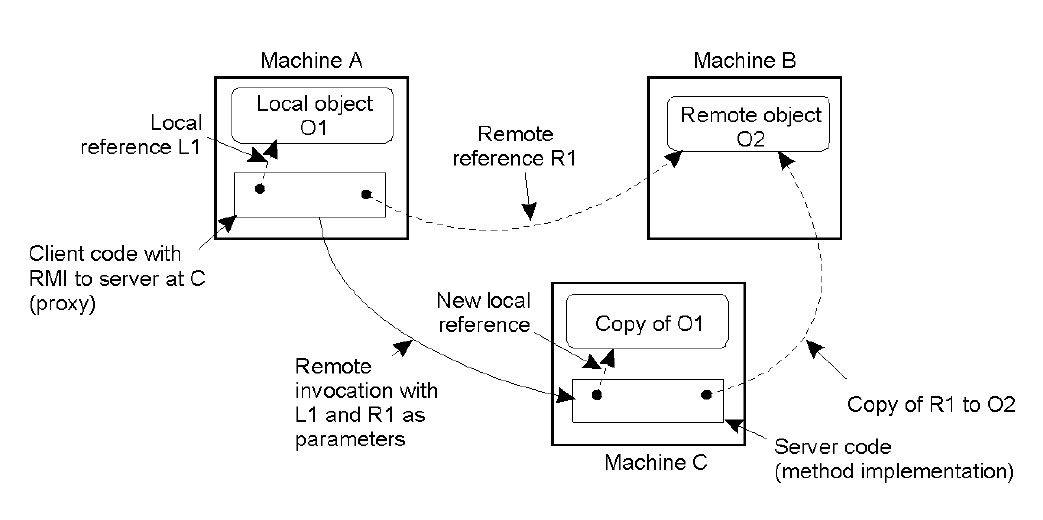 Machine A
Machine B
Local object
O1
Remote object
O2
Local
reference L1
Remote
reference R1
Client code with
RMI to server at C
(proxy)
New local
reference
Copy of O1
Remote
invocation with
L1 and R1 as
parameters
Copy of R1 to O2
Server code
(method implementation)
Machine C